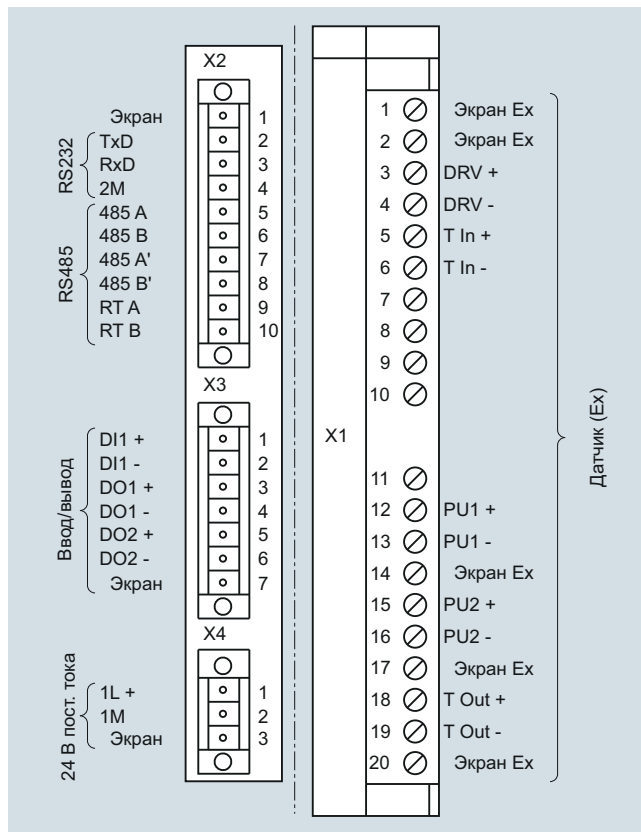 X2
Экран 1
RS232
TxD 2
RxD 3
2M 4
RS485
485 A 5
485 B 6
485 A' 7
485 B' 8
RT A 9
RT B 10
X3
Ввод/вывод
DI1 + 1
DI1 - 2
DO1 + 3
DO1 - 4
DO2 + 5
DO2 - 6
Экран 7
X4
24 В пост. тока
1L + 1
1M 2
Экран 3
X1
1 Экран Ex
2 Экран Ex
3 DRV +
4 DRV -
5 T In +
6 T In -
7
8
9
10
11
12 PU1 +
13 PU1 -
14 Экран Ex
15 PU2 +
16 PU2 -
17 Экран Ex
18 T Out +
19 T Out -
20 Экран Ex
Датчик (Ex)